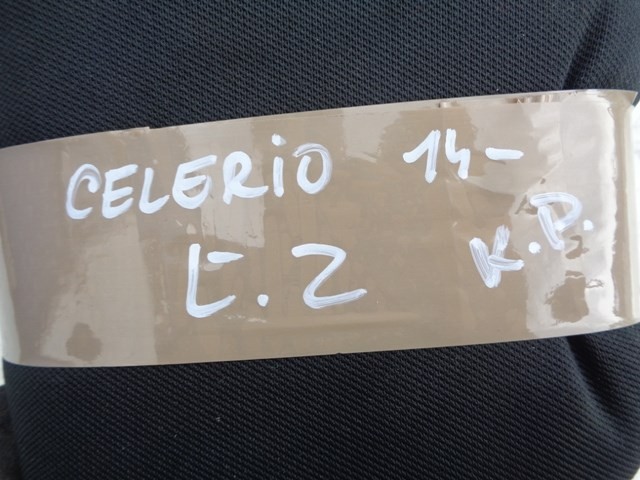 CELERiO 14-
Ł.Z K.P.